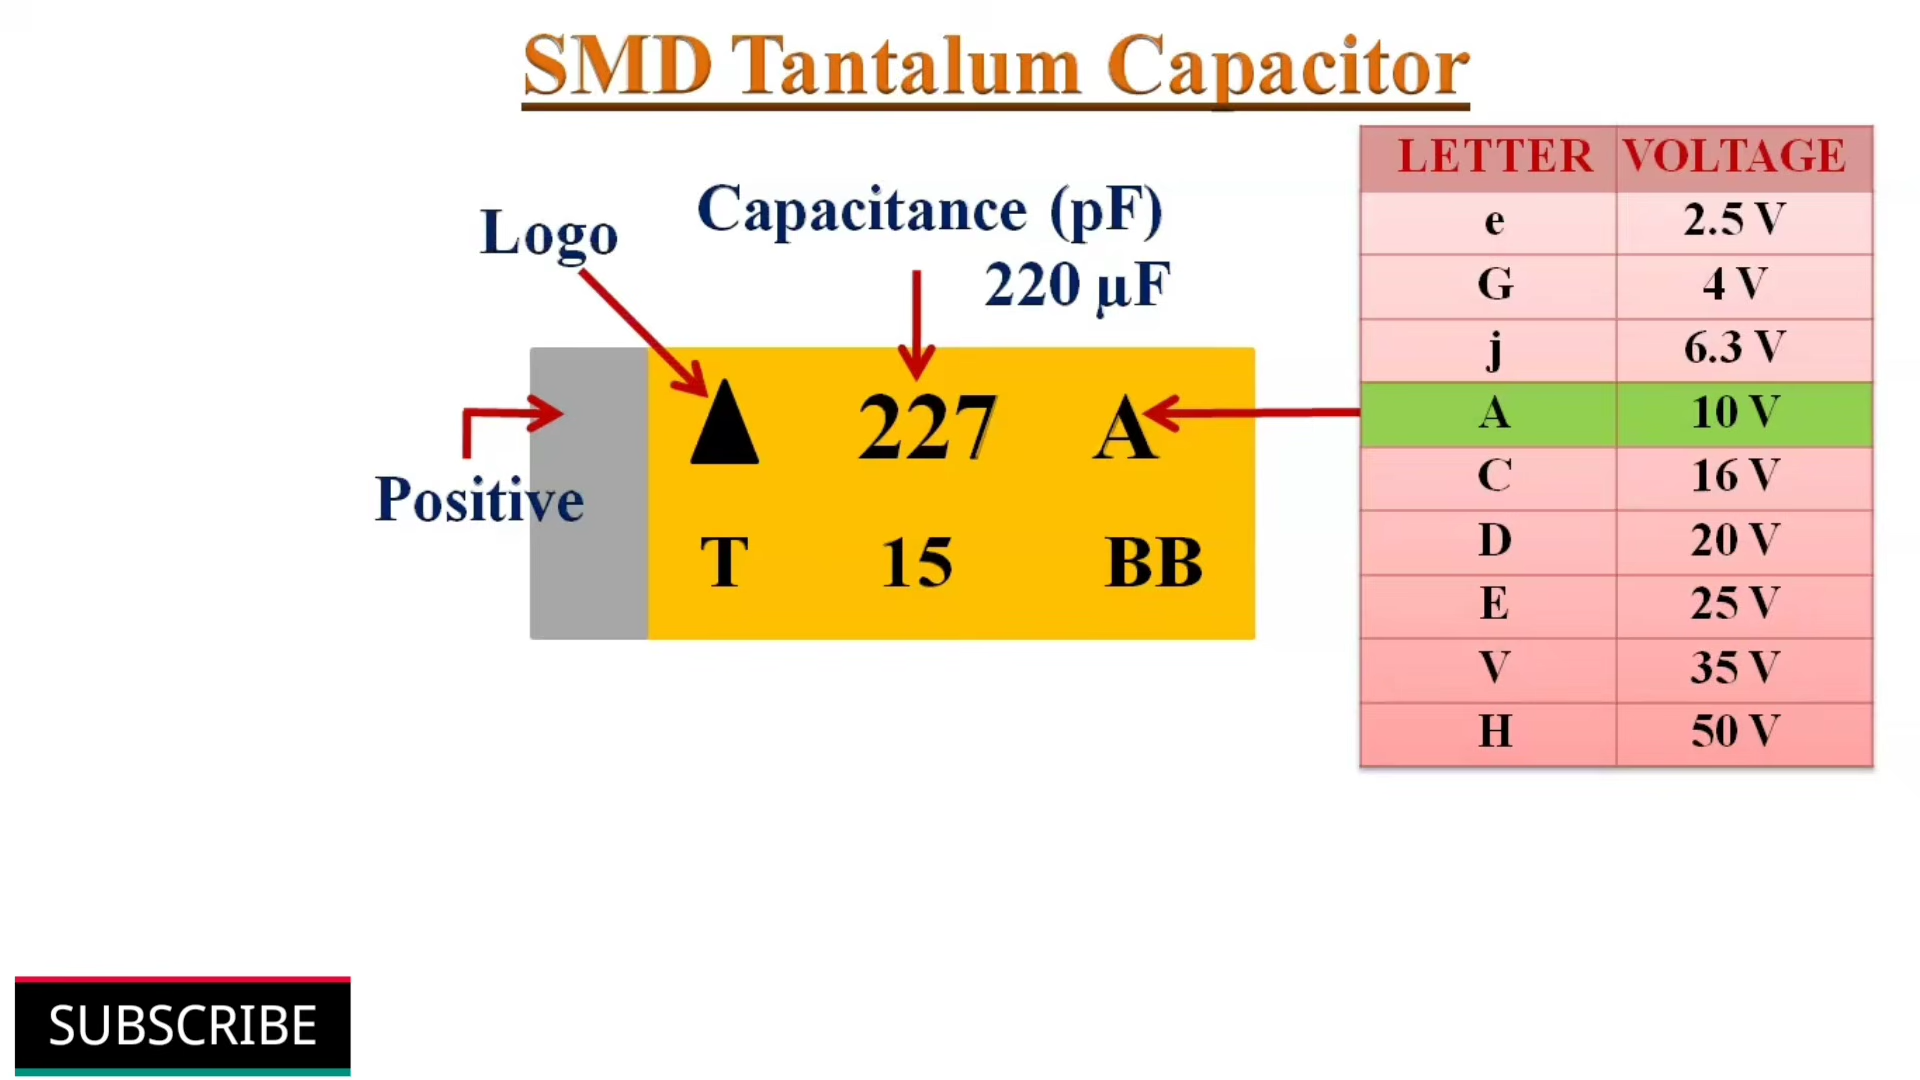 SMD Tantalum Capacitor
Logo
Capacitance (pF)
220 µF
Positive
227 A
T 15 BB
LETTER VOLTAGE
e 2.5 V
G 4 V
j 6.3 V
A 10 V
C 16 V
D 20 V
E 25 V
V 35 V
H 50 V
SUBSCRIBE